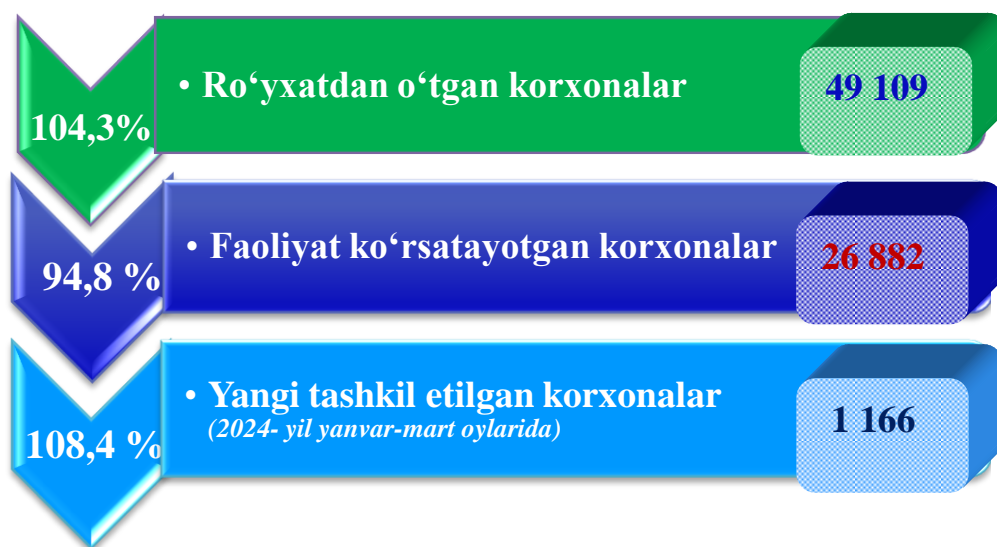 104,3%
• Ro‘yxatdan o‘tgan korxonalar
49 109
94,8 %
• Faoliyat ko‘rsatayotgan korxonalar
26 882
108,4 %
• Yangi tashkil etilgan korxonalar
(2024- yil yanvar-mart oylarida)
1 166